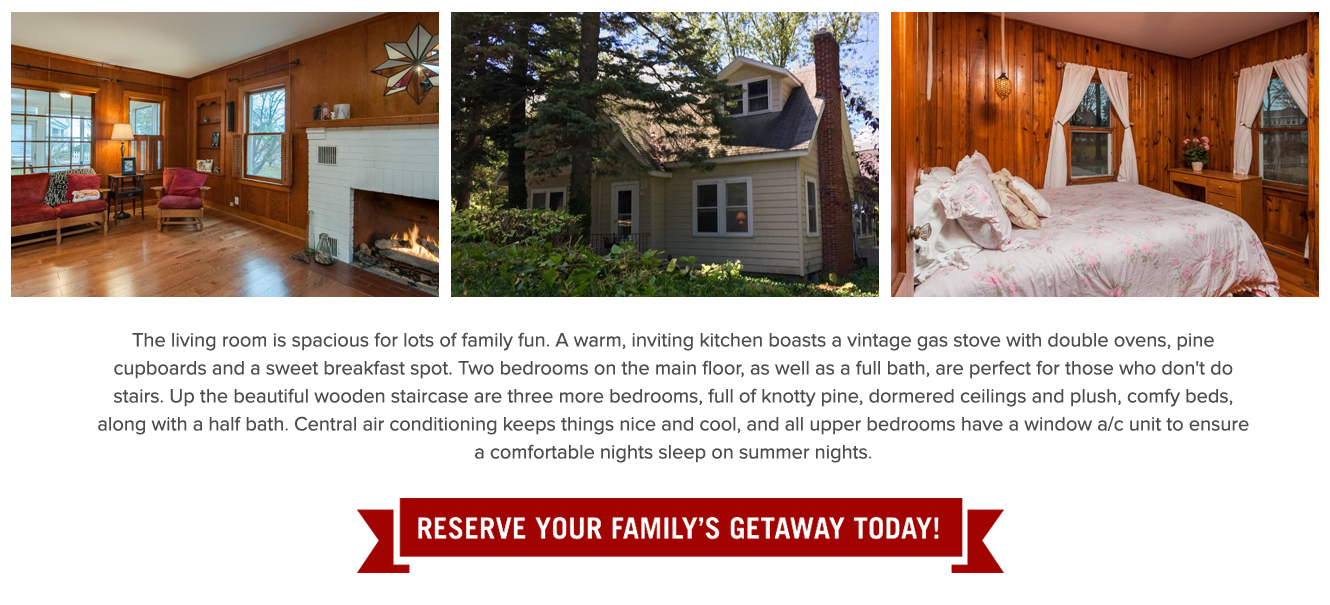 The living room is spacious for lots of family fun. A warm, inviting kitchen boasts a vintage gas stove with double ovens, pine
cupboards and a sweet breakfast spot. Two bedrooms on the main floor, as well as a full bath, are perfect for those who don't do
stairs. Up the beautiful wooden staircase are three more bedrooms, full of knotty pine, dormered ceilings and plush, comfy beds,
along with a half bath. Central air conditioning keeps things nice and cool, and all upper bedrooms have a window a/c unit to ensure
a comfortable nights sleep on summer nights.
RESERVE YOUR FAMILY'S GETAWAY TODAY!